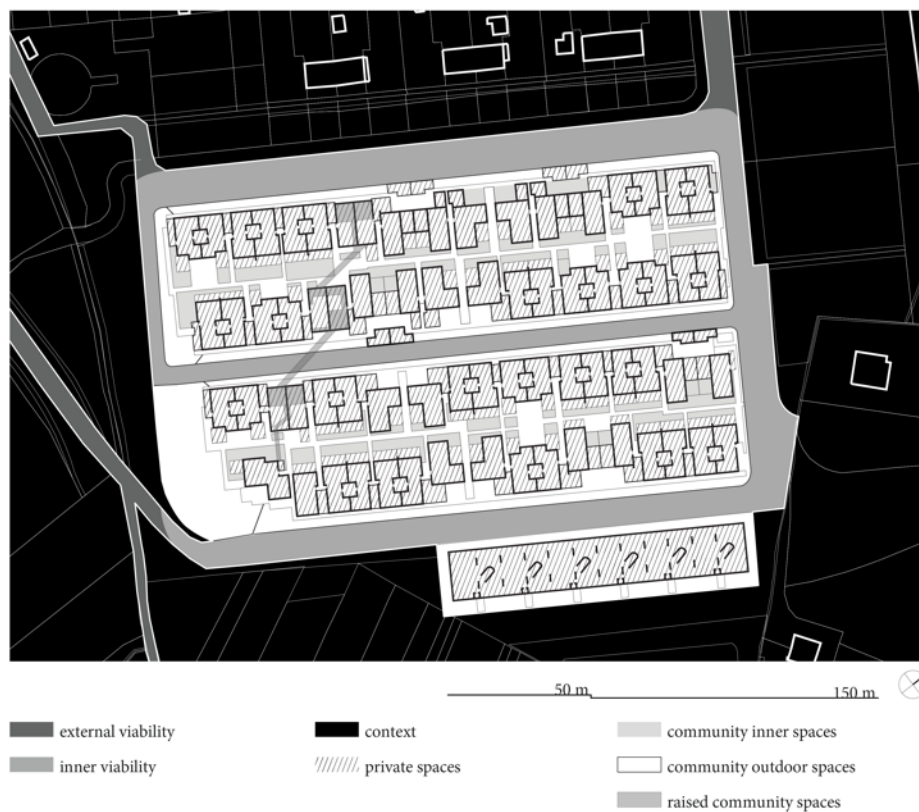 50 m
150 m
external viability
context
community inner spaces
inner viability
private spaces
community outdoor spaces
raised community spaces